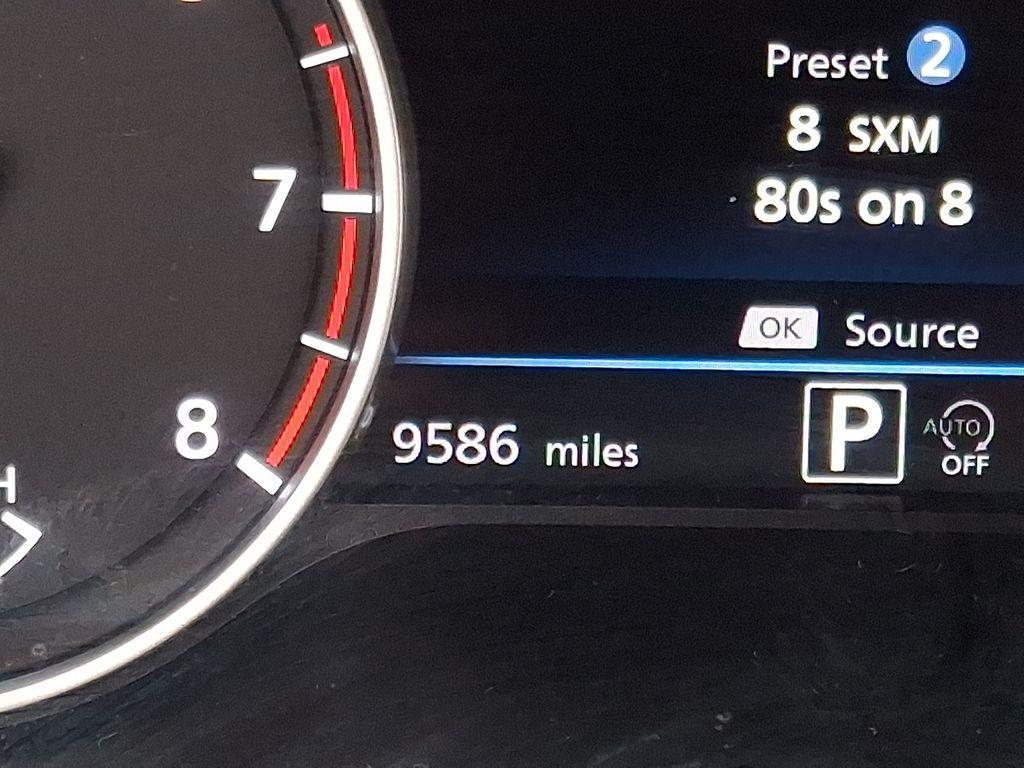 Preset 2
8 SXM
80s on 8
OK Source
7
8
9586 miles
P
AUTO
OFF
H